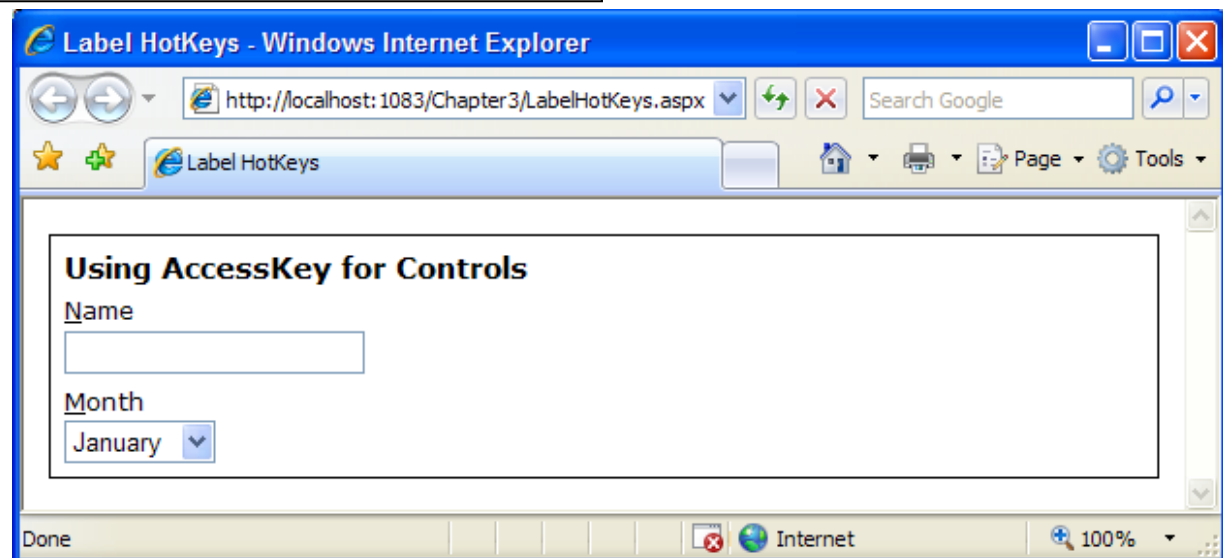 Label HotKeys - Windows Internet Explorer
http://localhost:1083/Chapter3/LabelHotKeys.aspx Search Google
Label HotKeys Page Tools
Using AccessKey for Controls
Name
Month
January
Done Internet 100%